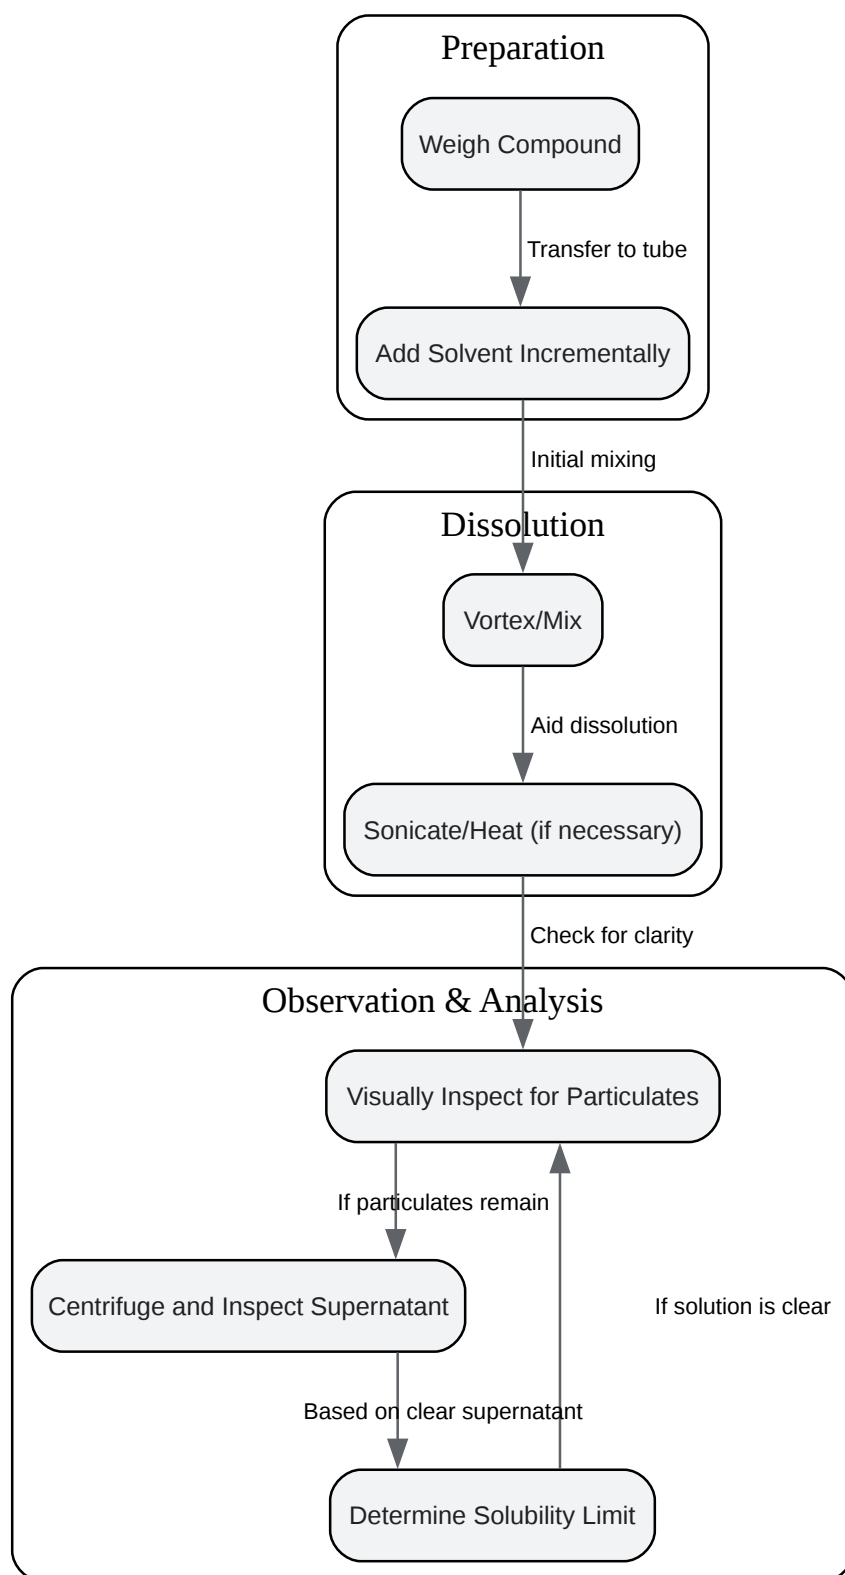 Preparation
Weigh Compound
Transfer to tube
Add Solvent Incrementally
Initial mixing
Dissolution
Vortex/Mix
Aid dissolution
Sonicate/Heat (if necessary)
Check for clarity
Observation & Analysis
Visually Inspect for Particulates
If particulates remain
Centrifuge and Inspect Supernatant
If solution is clear
Based on clear supernatant
Determine Solubility Limit